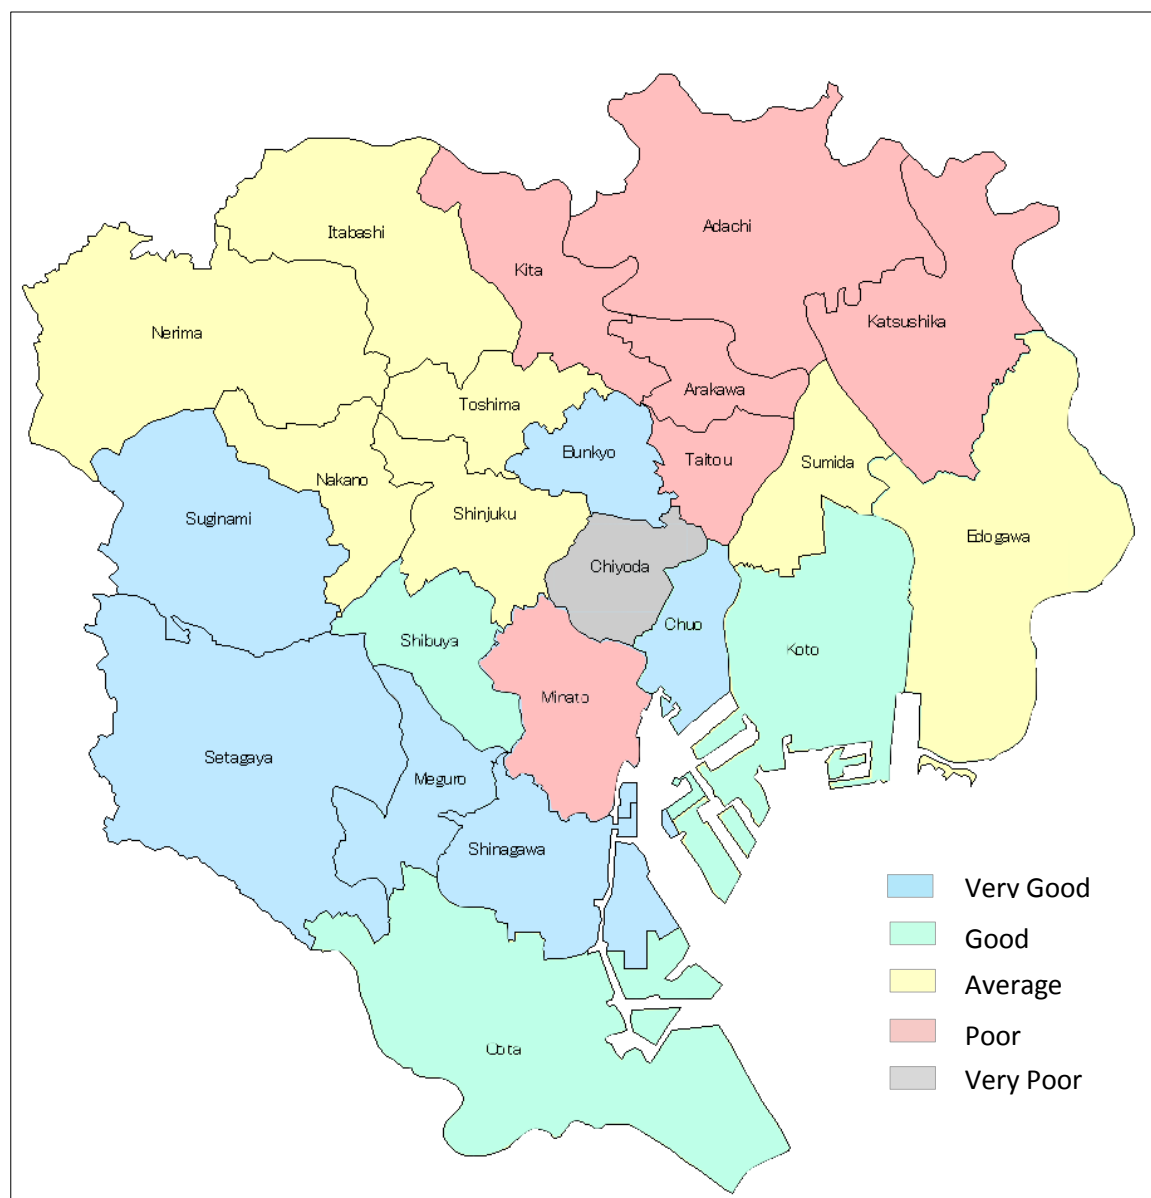 Adachi
Itabashi
Kita
Katsushika
Nerima
Arakawa
Toshima
Bunkyo
Taitou
Sumida
Nakano
Shinjuku
Suginami
Edogawa
Chiyoda
Chuo
Shibuya
Koto
Minato
Setagaya
Meguro
Shinagawa
Very Good
Good
Average
Oota
Poor
Very Poor